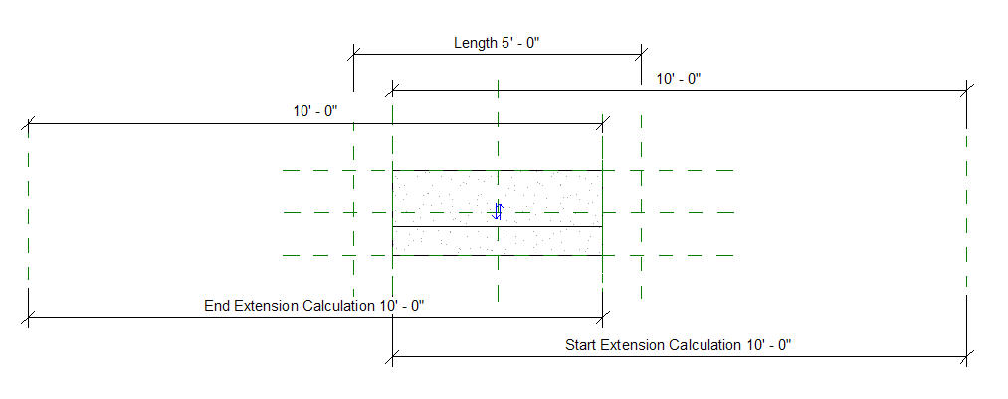 Length 5' - 0"
10' - 0"
10' - 0"
End Extension Calculation 10' - 0"
Start Extension Calculation 10' - 0"